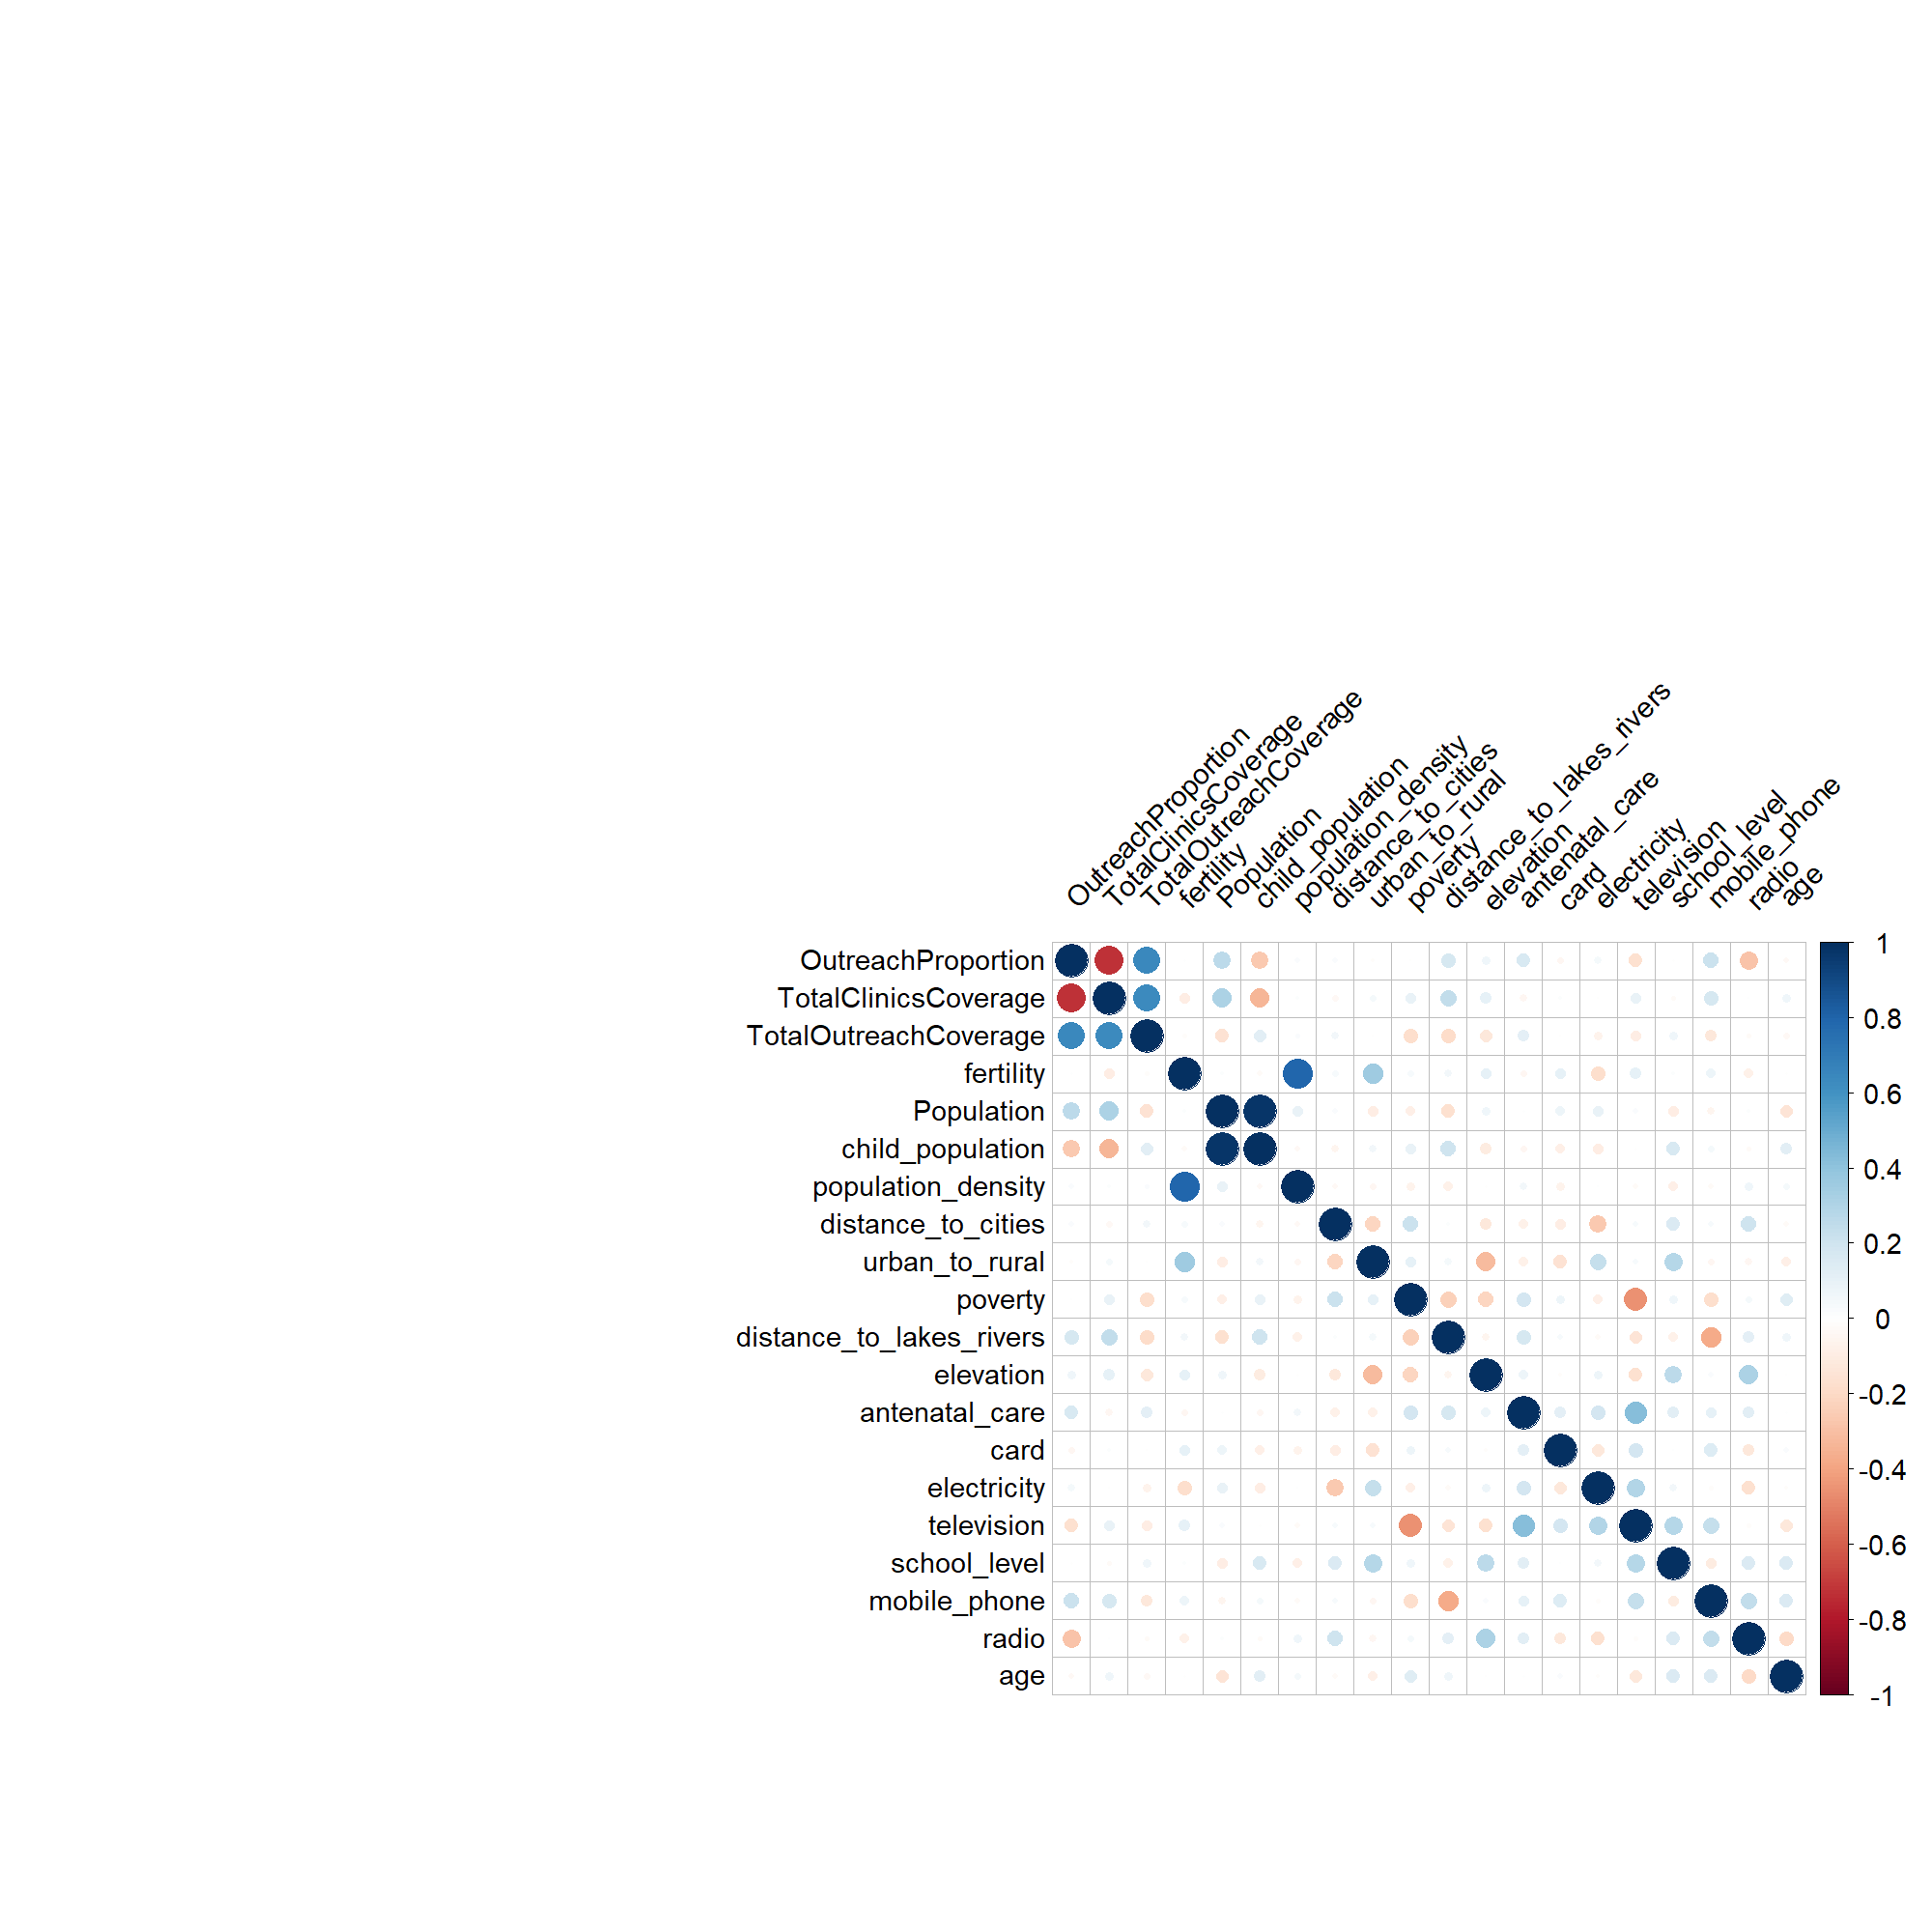 OutreachProportion
TotalClinicsCoverage
TotalOutreachCoverage
fertility
Population
child_population
population_density
distance_to_cities
urban_to_rural
poverty
distance_to_lakes_rivers
elevation
antenatal_care
card
electricity
television
school_level
mobile_phone
radio
age
OutreachProportion
TotalClinicsCoverage
TotalOutreachCoverage
fertility
Population
child_population
population_density
distance_to_cities
urban_to_rural
poverty
distance_to_lakes_rivers
elevation
antenatal_care
card
electricity
television
school_level
mobile_phone
radio
age
1
0.8
0.6
0.4
0.2
0
-0.2
-0.4
-0.6
-0.8
-1